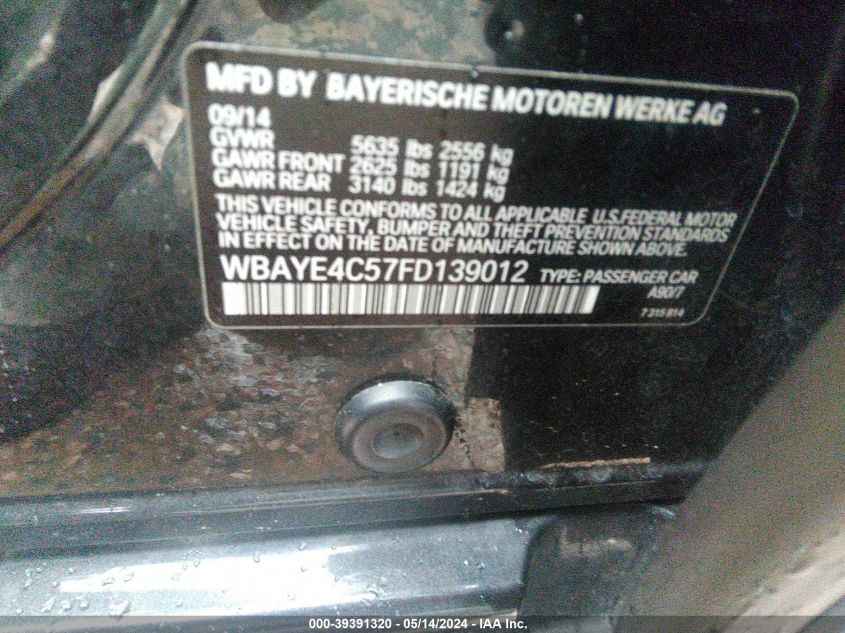 MFD BY BAYERISCHE MOTOREN WERKE AG
09/14
GVWR 5635 lbs 2556 kg
GAWR FRONT 2625 lbs 1191 kg
GAWR REAR 3140 lbs 1424 kg
THIS VEHICLE CONFORMS TO ALL APPLICABLE U.S.FEDERAL MOTOR
VEHICLE SAFETY, BUMPER AND THEFT PREVENTION STANDARDS
IN EFFECT ON THE DATE OF MANUFACTURE SHOWN ABOVE.
WBAYE4C57FD139012 TYPE: PASSENGER CAR
A90/7
7 315 814
000-39391320 - 05/14/2024 - IAA Inc.